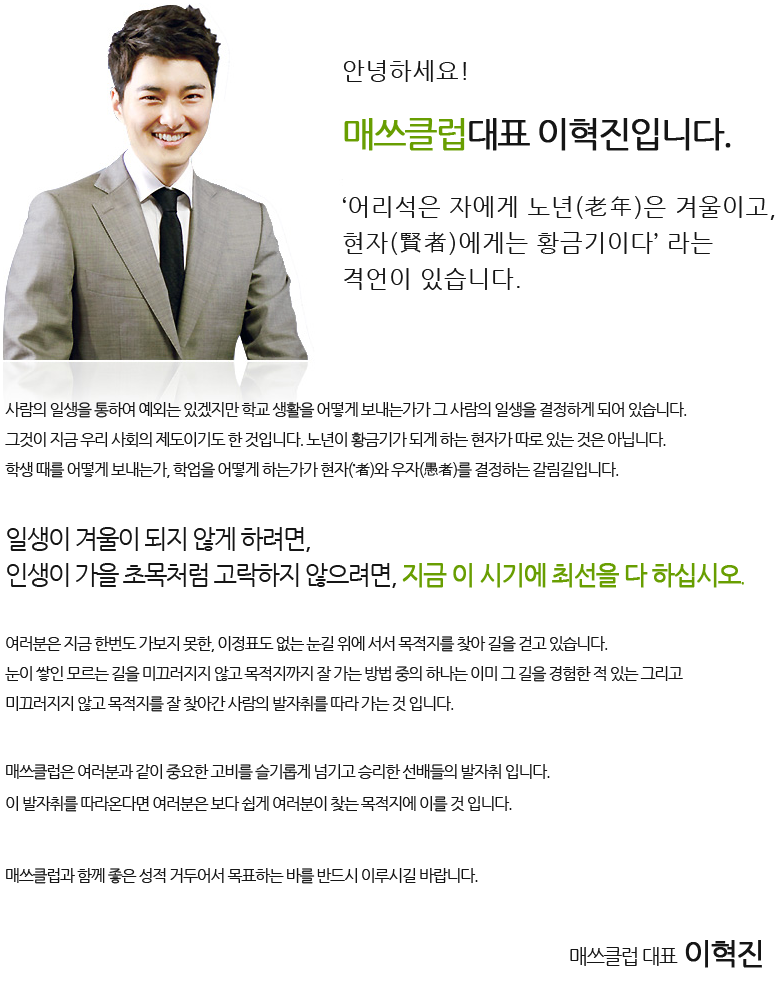 안녕하세요!
매쓰클럽대표 이혁진입니다.
‘어리석은 자에게 노년(老年)은 겨울이고,
현자(賢者)에게는 황금기이다’ 라는
격언이 있습니다.
사람의 일생을 통하여 예외는 있겠지만 학교 생활을 어떻게 보내는가가 그 사람의 일생을 결정하게 되어 있습니다.
그것이 지금 우리 사회의 제도이기도 한 것입니다. 노년이 황금기가 되게 하는 현자가 따로 있는 것은 아닙니다.
학생 때를 어떻게 보내는가, 학업을 어떻게 하는가가 현자(‘者)와 우자(愚者)를 결정하는 갈림길입니다.
일생이 겨울이 되지 않게 하려면,
인생이 가을 초목처럼 고락하지 않으려면, 지금 이 시기에 최선을 다 하십시오.
여러분은 지금 한번도 가보지 못한, 이정표도 없는 눈길 위에 서서 목적지를 찾아 길을 걷고 있습니다.
눈이 쌓인 모르는 길을 미끄러지지 않고 목적지까지 잘 가는 방법 중의 하나는 이미 그 길을 경험한 적 있는 그리고
미끄러지지 않고 목적지를 잘 찾아간 사람의 발자취를 따라 가는 것 입니다.
매쓰클럽은 여러분과 같이 중요한 고비를 슬기롭게 넘기고 승리한 선배들의 발자취 입니다.
이 발자취를 따라온다면 여러분은 보다 쉽게 여러분이 찾는 목적지에 이를 것 입니다.
매쓰클럽과 함께 좋은 성적 거두어서 목표하는 바를 반드시 이루시길 바랍니다.
매쓰클럽 대표 이혁진